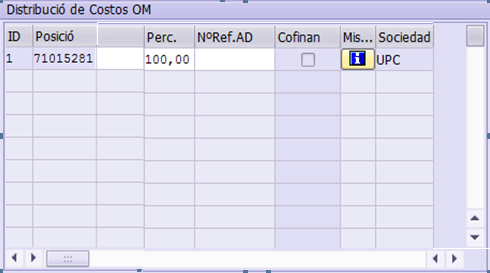 Distribució de Costos OM
ID Posició Perc. NºRef.AD Cofinan Mis... Sociedad
1 71015281 100,00 UPC